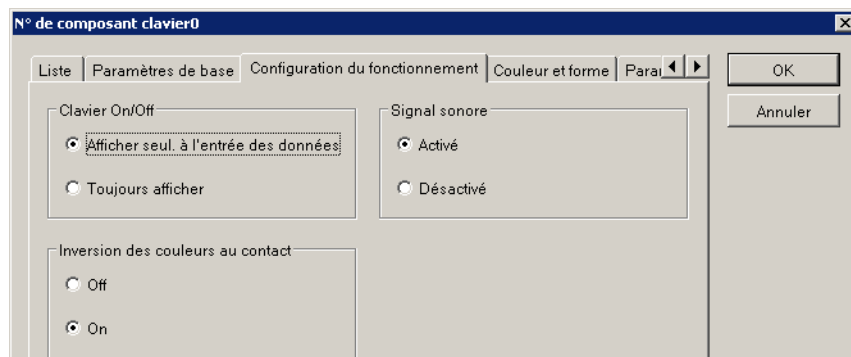 N° de composant clavier0
Liste
Paramètres de base
Configuration du fonctionnement
Couleur et forme
OK
Annuler
Clavier On/Off
Afficher seul. à l'entrée des données
Toujours afficher
Signal sonore
Activé
Désactivé
Inversion des couleurs au contact
Off
On